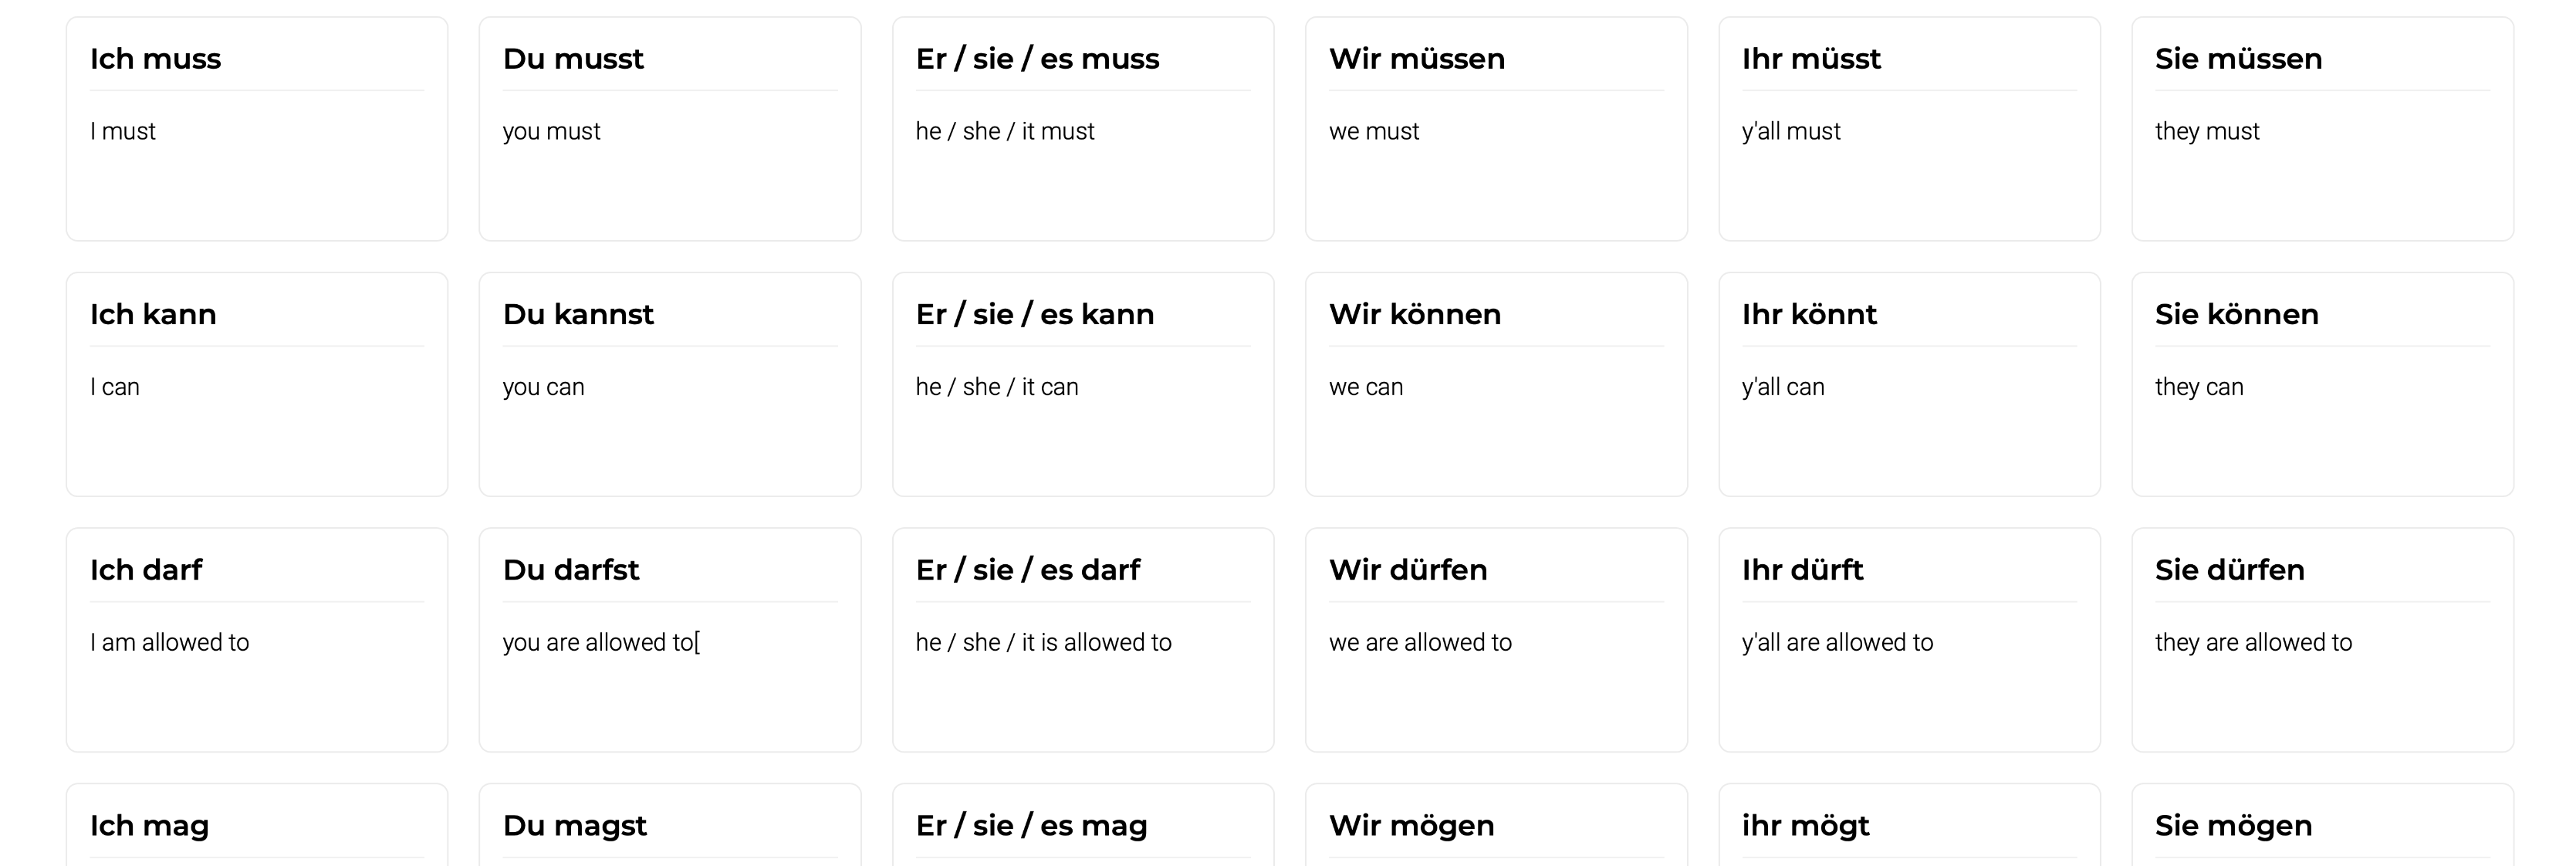 Ich muss
I must
Du musst
you must
Er / sie / es muss
he / she / it must
Wir müssen
we must
Ihr müsst
y'all must
Sie müssen
they must
Ich kann
I can
Du kannst
you can
Er / sie / es kann
he / she / it can
Wir können
we can
Ihr könnt
y'all can
Sie können
they can
Ich darf
I am allowed to
Du darfst
you are allowed to[
Er / sie / es darf
he / she / it is allowed to
Wir dürfen
we are allowed to
Ihr dürft
y'all are allowed to
Sie dürfen
they are allowed to
Ich mag
Du magst
Er / sie / es mag
Wir mögen
ihr mögt
Sie mögen